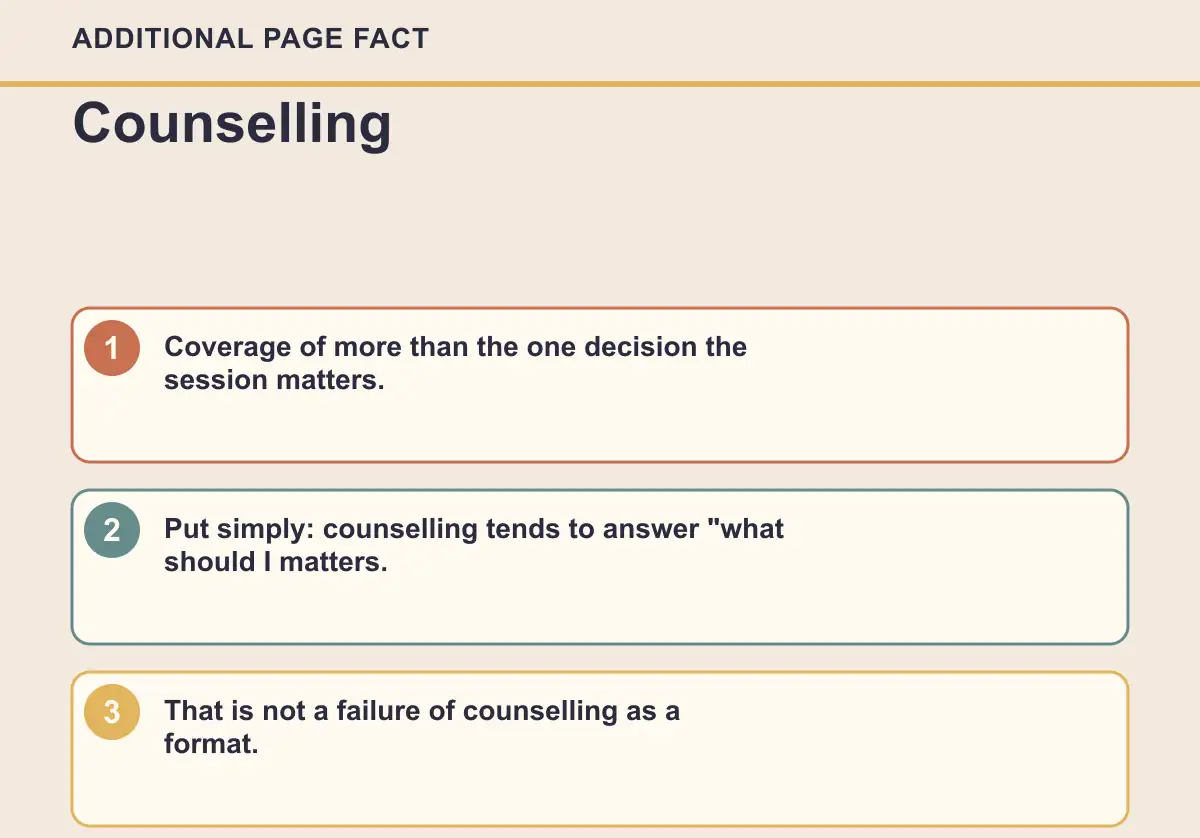 ADDITIONAL PAGE FACT
Counselling
1
Coverage of more than the one decision the
session matters.
2
Put simply: counselling tends to answer "what
should I matters.
3
That is not a failure of counselling as a
format.